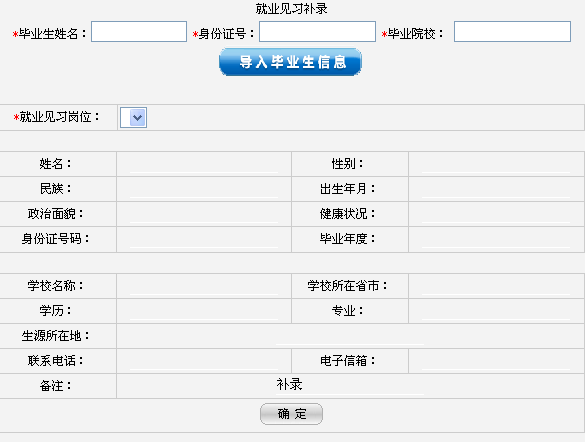 就业见习补录
*毕业生姓名： *身份证号： *毕业院校：
导入毕业生信息
*就业见习岗位：
姓名： 性别：
民族： 出生年月：
政治面貌： 健康状况：
身份证号码： 毕业年度：
学校名称： 学校所在省市：
学历： 专业：
生源所在地：
联系电话： 电子信箱：
备注： 补录
确 定